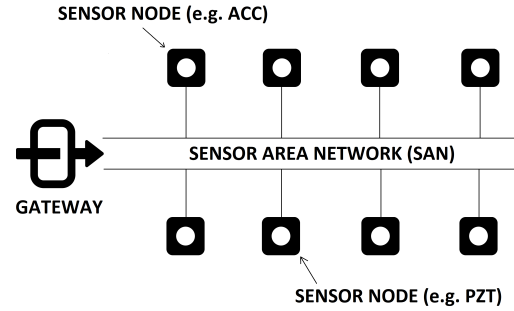 SENSOR NODE (e.g. ACC)
SENSOR AREA NETWORK (SAN)
GATEWAY
SENSOR NODE (e.g. PZT)